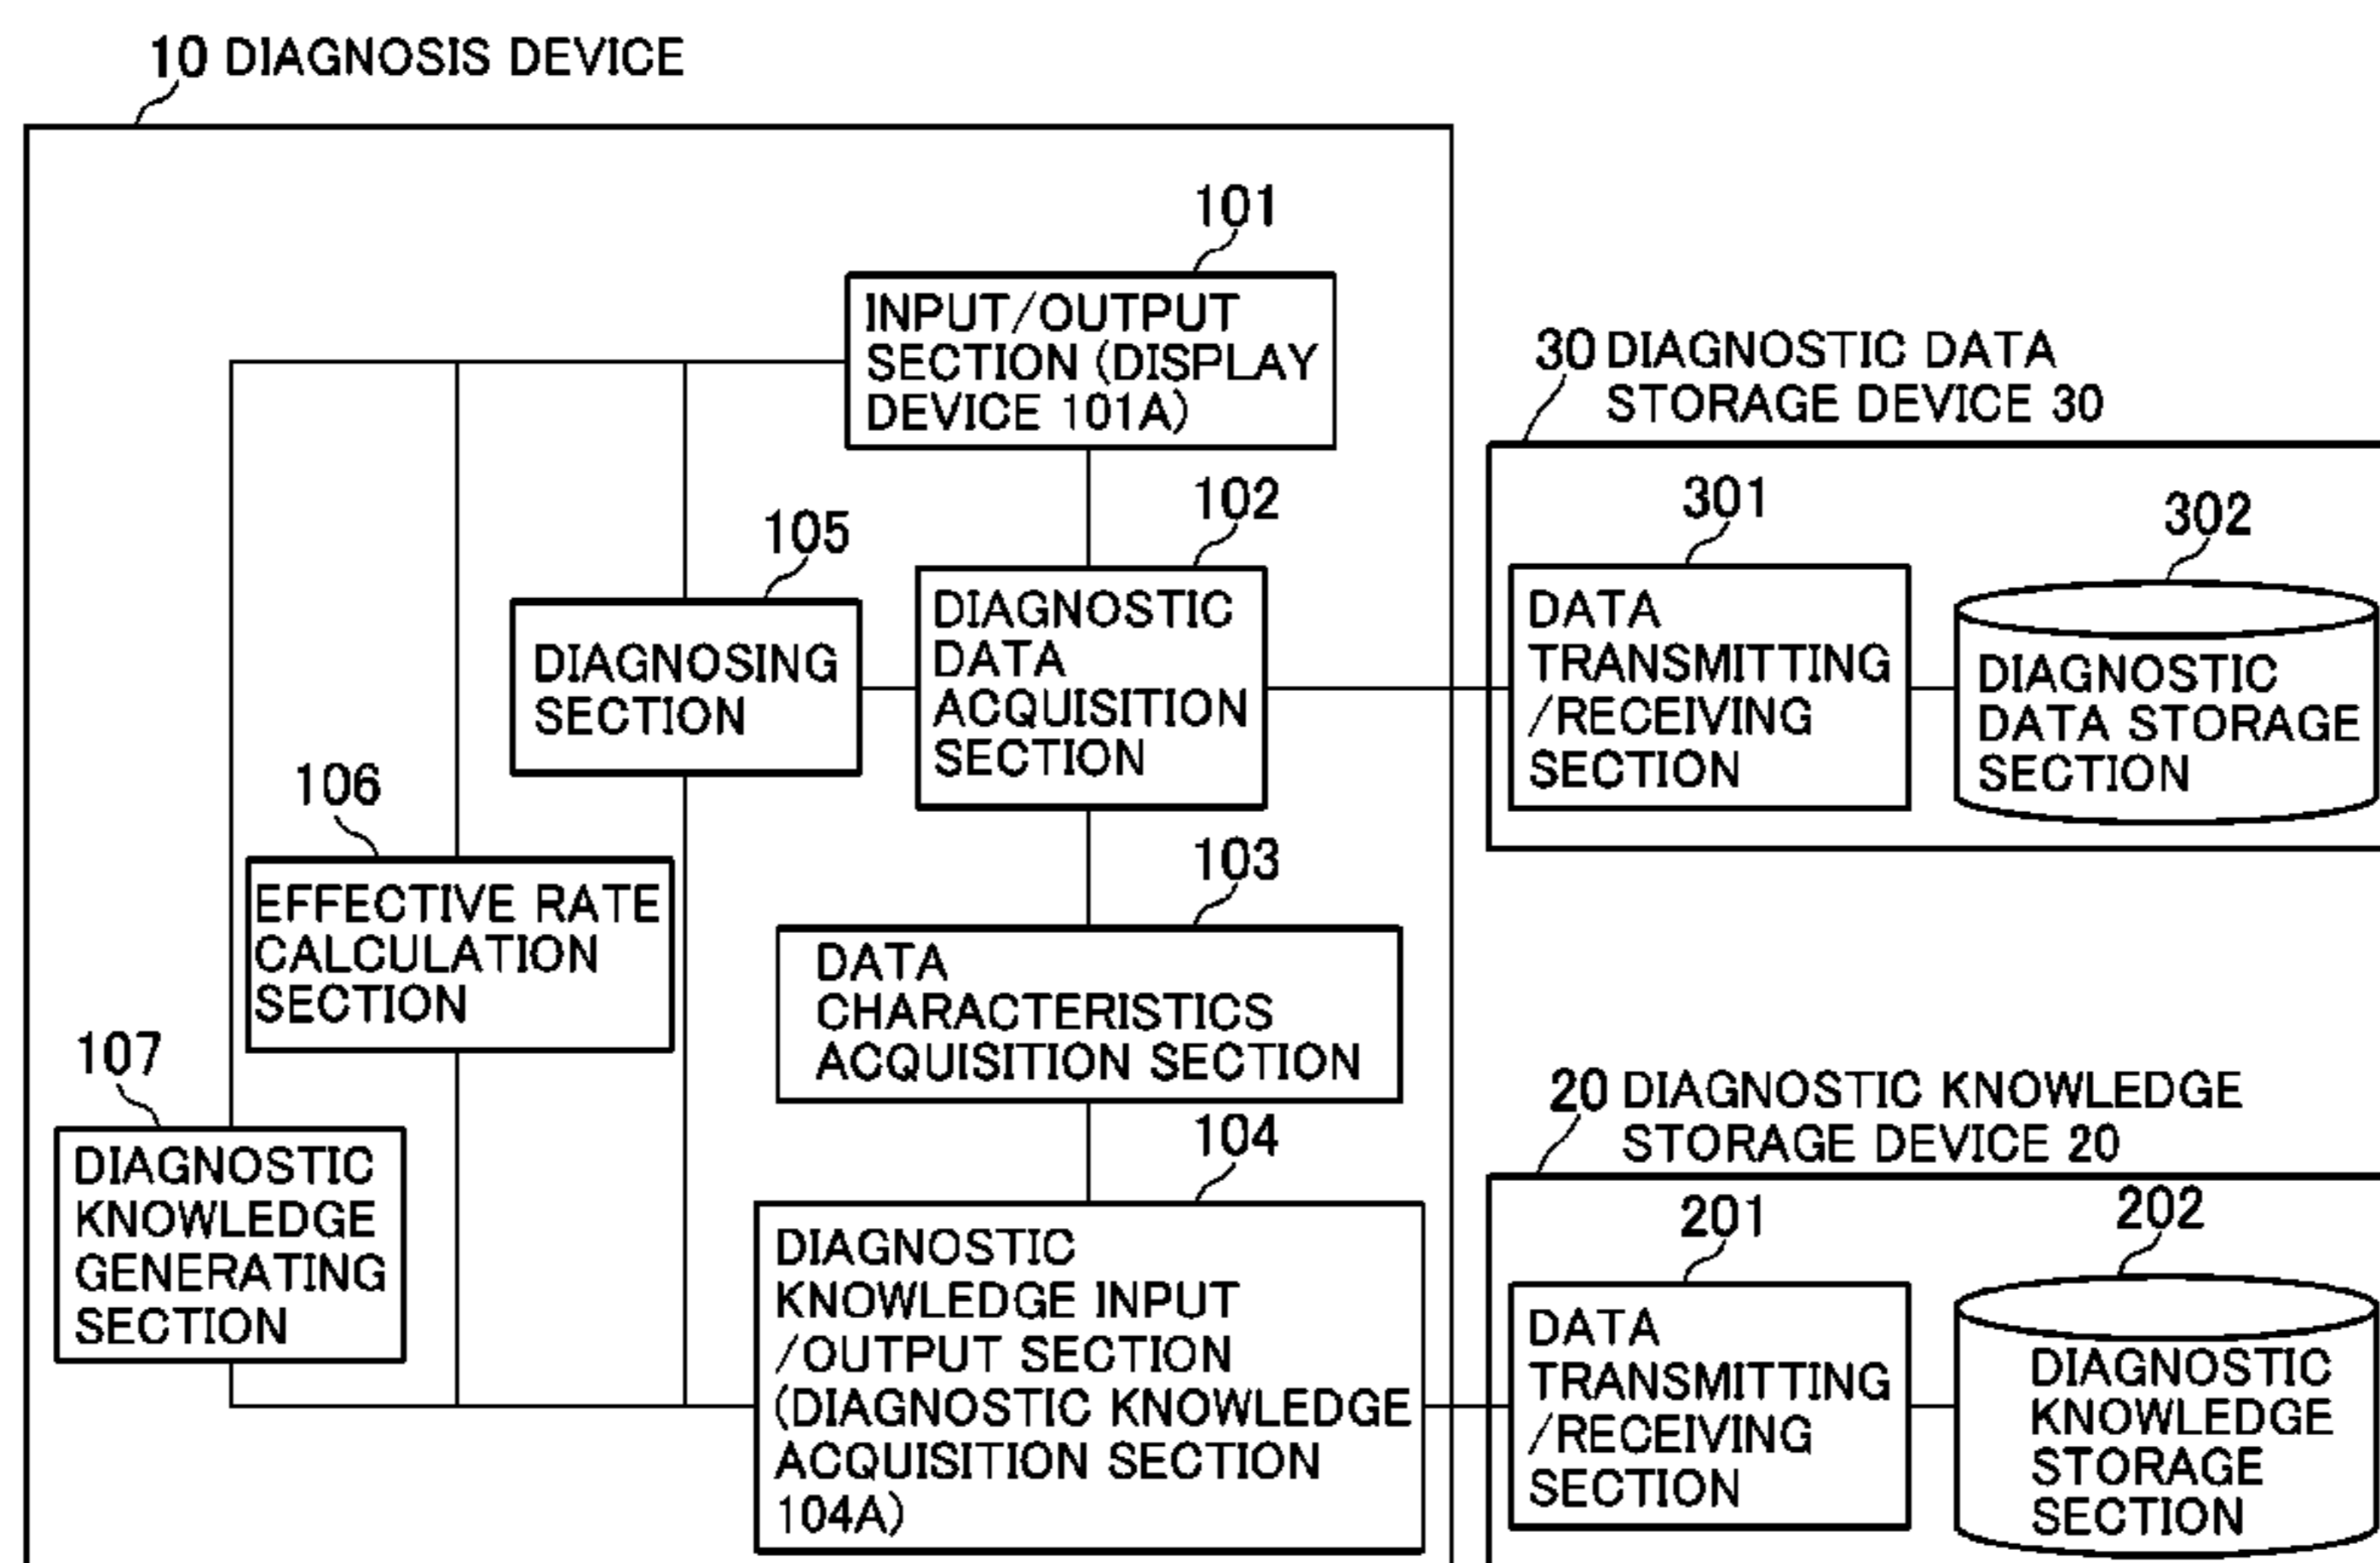 10 DIAGNOSIS DEVICE
101
INPUT/OUTPUT
SECTION (DISPLAY
DEVICE 101A)
30 DIAGNOSTIC DATA
STORAGE DEVICE 30
102
DIAGNOSTIC
DATA
ACQUISITION
SECTION
105
DIAGNOSING
SECTION
301
DATA
TRANSMITTING
/RECEIVING
SECTION
302
DIAGNOSTIC
DATA STORAGE
SECTION
106
EFFECTIVE RATE
CALCULATION
SECTION
103
DATA
CHARACTERISTICS
ACQUISITION SECTION
107
DIAGNOSTIC
KNOWLEDGE
GENERATING
SECTION
104
DIAGNOSTIC
KNOWLEDGE INPUT
/OUTPUT SECTION
(DIAGNOSTIC KNOWLEDGE
ACQUISITION SECTION
104A)
20 DIAGNOSTIC KNOWLEDGE
STORAGE DEVICE 20
201
DATA
TRANSMITTING
/RECEIVING
SECTION
202
DIAGNOSTIC
KNOWLEDGE
STORAGE
SECTION